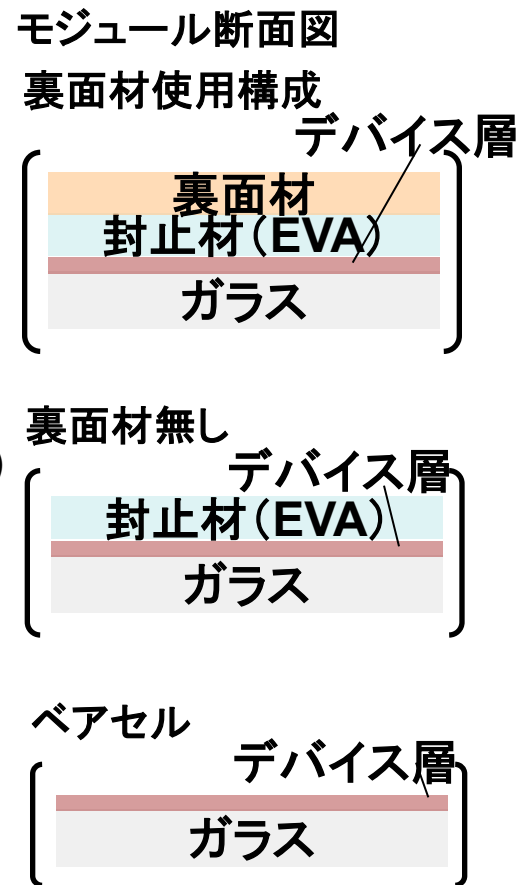 モジュール断面図
裏面材使用構成
デバイス層
裏面材
封止材（EVA）
ガラス
裏面材無し
デバイス層
封止材（EVA）
ガラス
ベアセル
デバイス層
ガラス